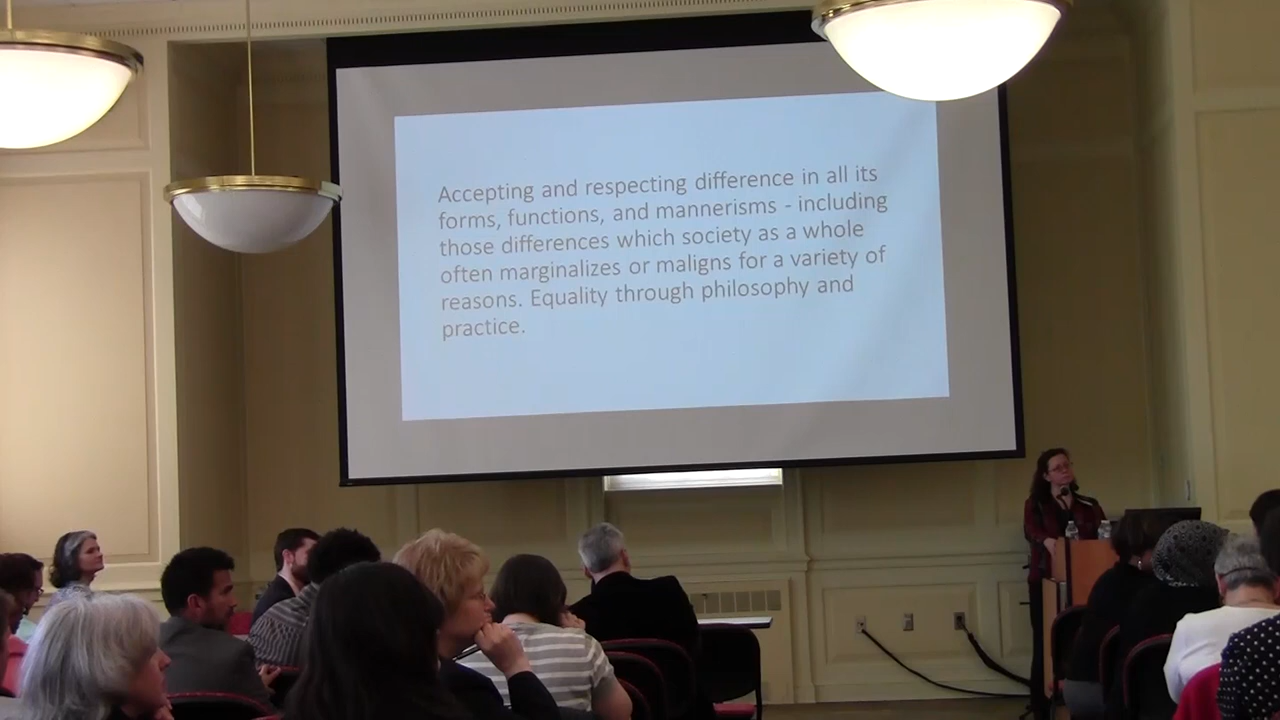 Accepting and respecting difference in all its
forms, functions, and mannerisms - including
those differences which society as a whole
often marginalizes or maligns for a variety of
reasons. Equality through philosophy and
practice.